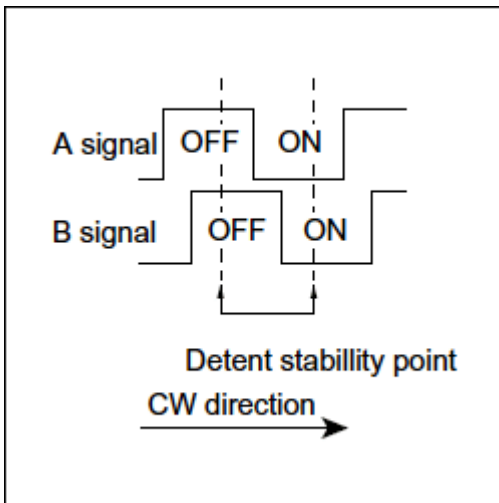 A signal OFF ON
B signal OFF ON
Detent stabillity point
CW direction